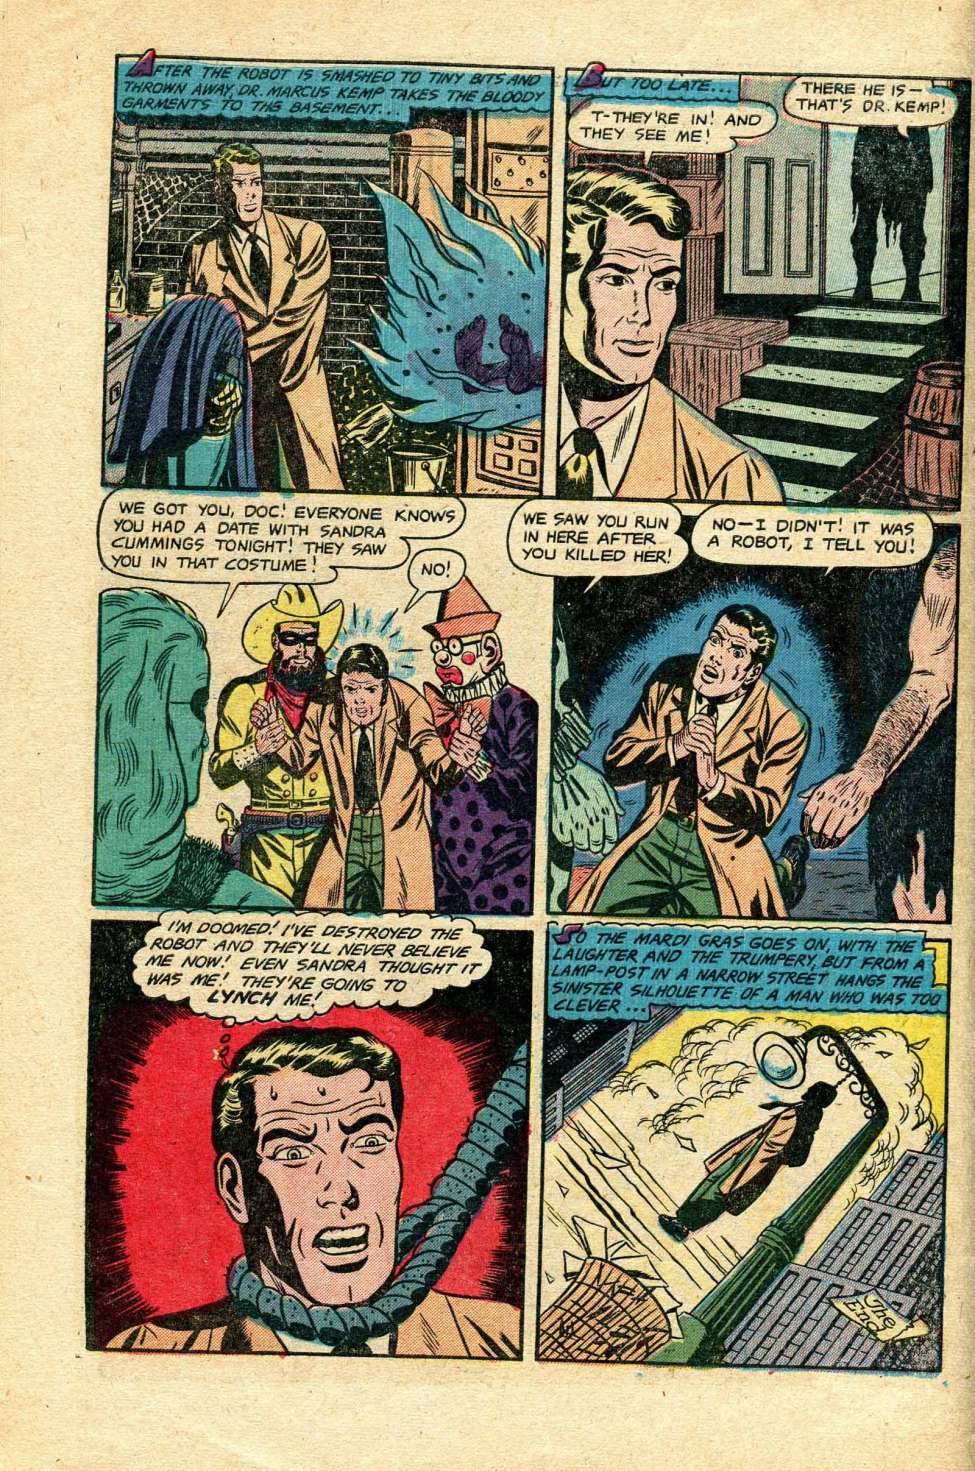 AFTER THE ROBOT IS SMASHED TO TINY BITS AND
THROWN AWAY, DR. MARCUS KEMP TAKES THE BLOODY
GARMENTS TO THE BASEMENT...
BUT TOO LATE...
T-THEY'RE IN! AND
THEY SEE ME!
THERE HE IS—
THAT'S DR. KEMP!
WE GOT YOU, DOC! EVERYONE KNOWS
YOU HAD A DATE WITH SANDRA
CUMMINGS TONIGHT! THEY SAW
YOU IN THAT COSTUME!
NO!
WE SAW YOU RUN
IN HERE AFTER
YOU KILLED HER!
NO—I DIDN'T! IT WAS
A ROBOT, I TELL YOU!
I'M DOOMED! I'VE DESTROYED THE
ROBOT AND THEY'LL NEVER BELIEVE
ME NOW! EVEN SANDRA THOUGHT IT
WAS ME! THEY'RE GOING TO
LYNCH ME!
SO THE MARDI GRAS GOES ON, WITH THE
LAUGHTER AND THE TRUMPERY, BUT FROM A
LAMP-POST IN A NARROW STREET HANGS THE
SINISTER SILHOUETTE OF A MAN WHO WAS TOO
CLEVER...
The
End